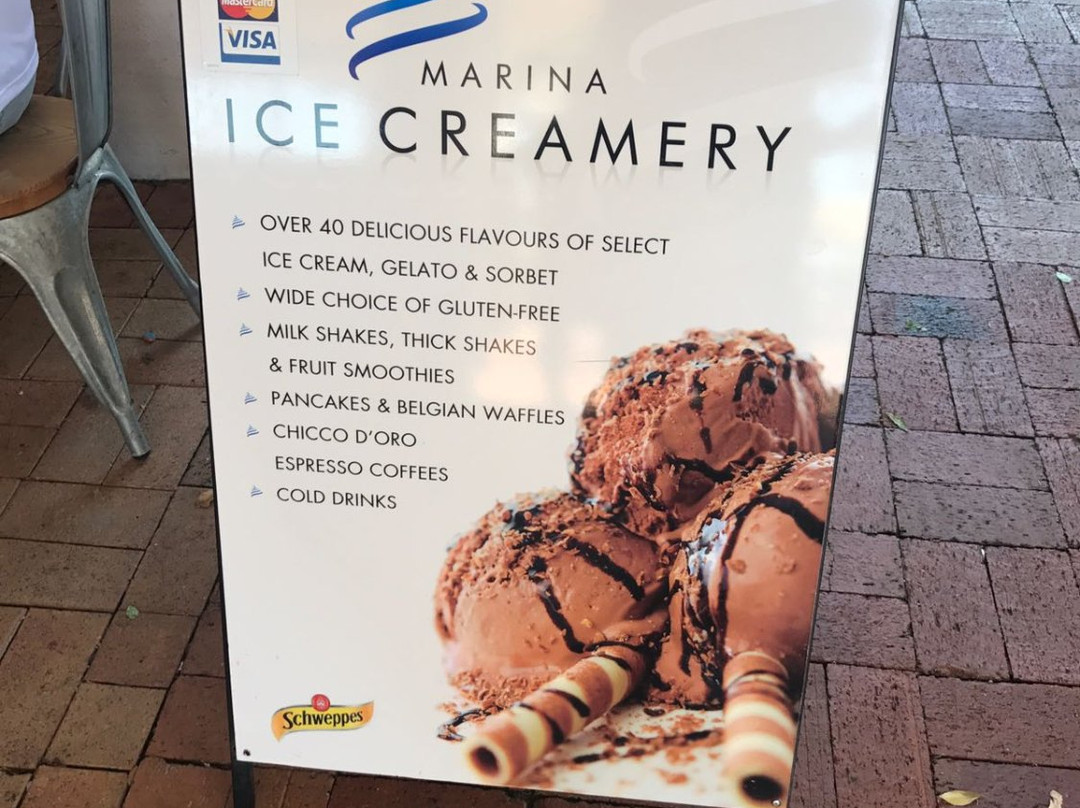 MasterCard
VISA
MARINA
ICE CREAMERY
OVER 40 DELICIOUS FLAVOURS OF SELECT
ICE CREAM, GELATO & SORBET
WIDE CHOICE OF GLUTEN-FREE
MILK SHAKES, THICK SHAKES
& FRUIT SMOOTHIES
PANCAKES & BELGIAN WAFFLES
CHICCO D'ORO
ESPRESSO COFFEES
COLD DRINKS
Schweppes